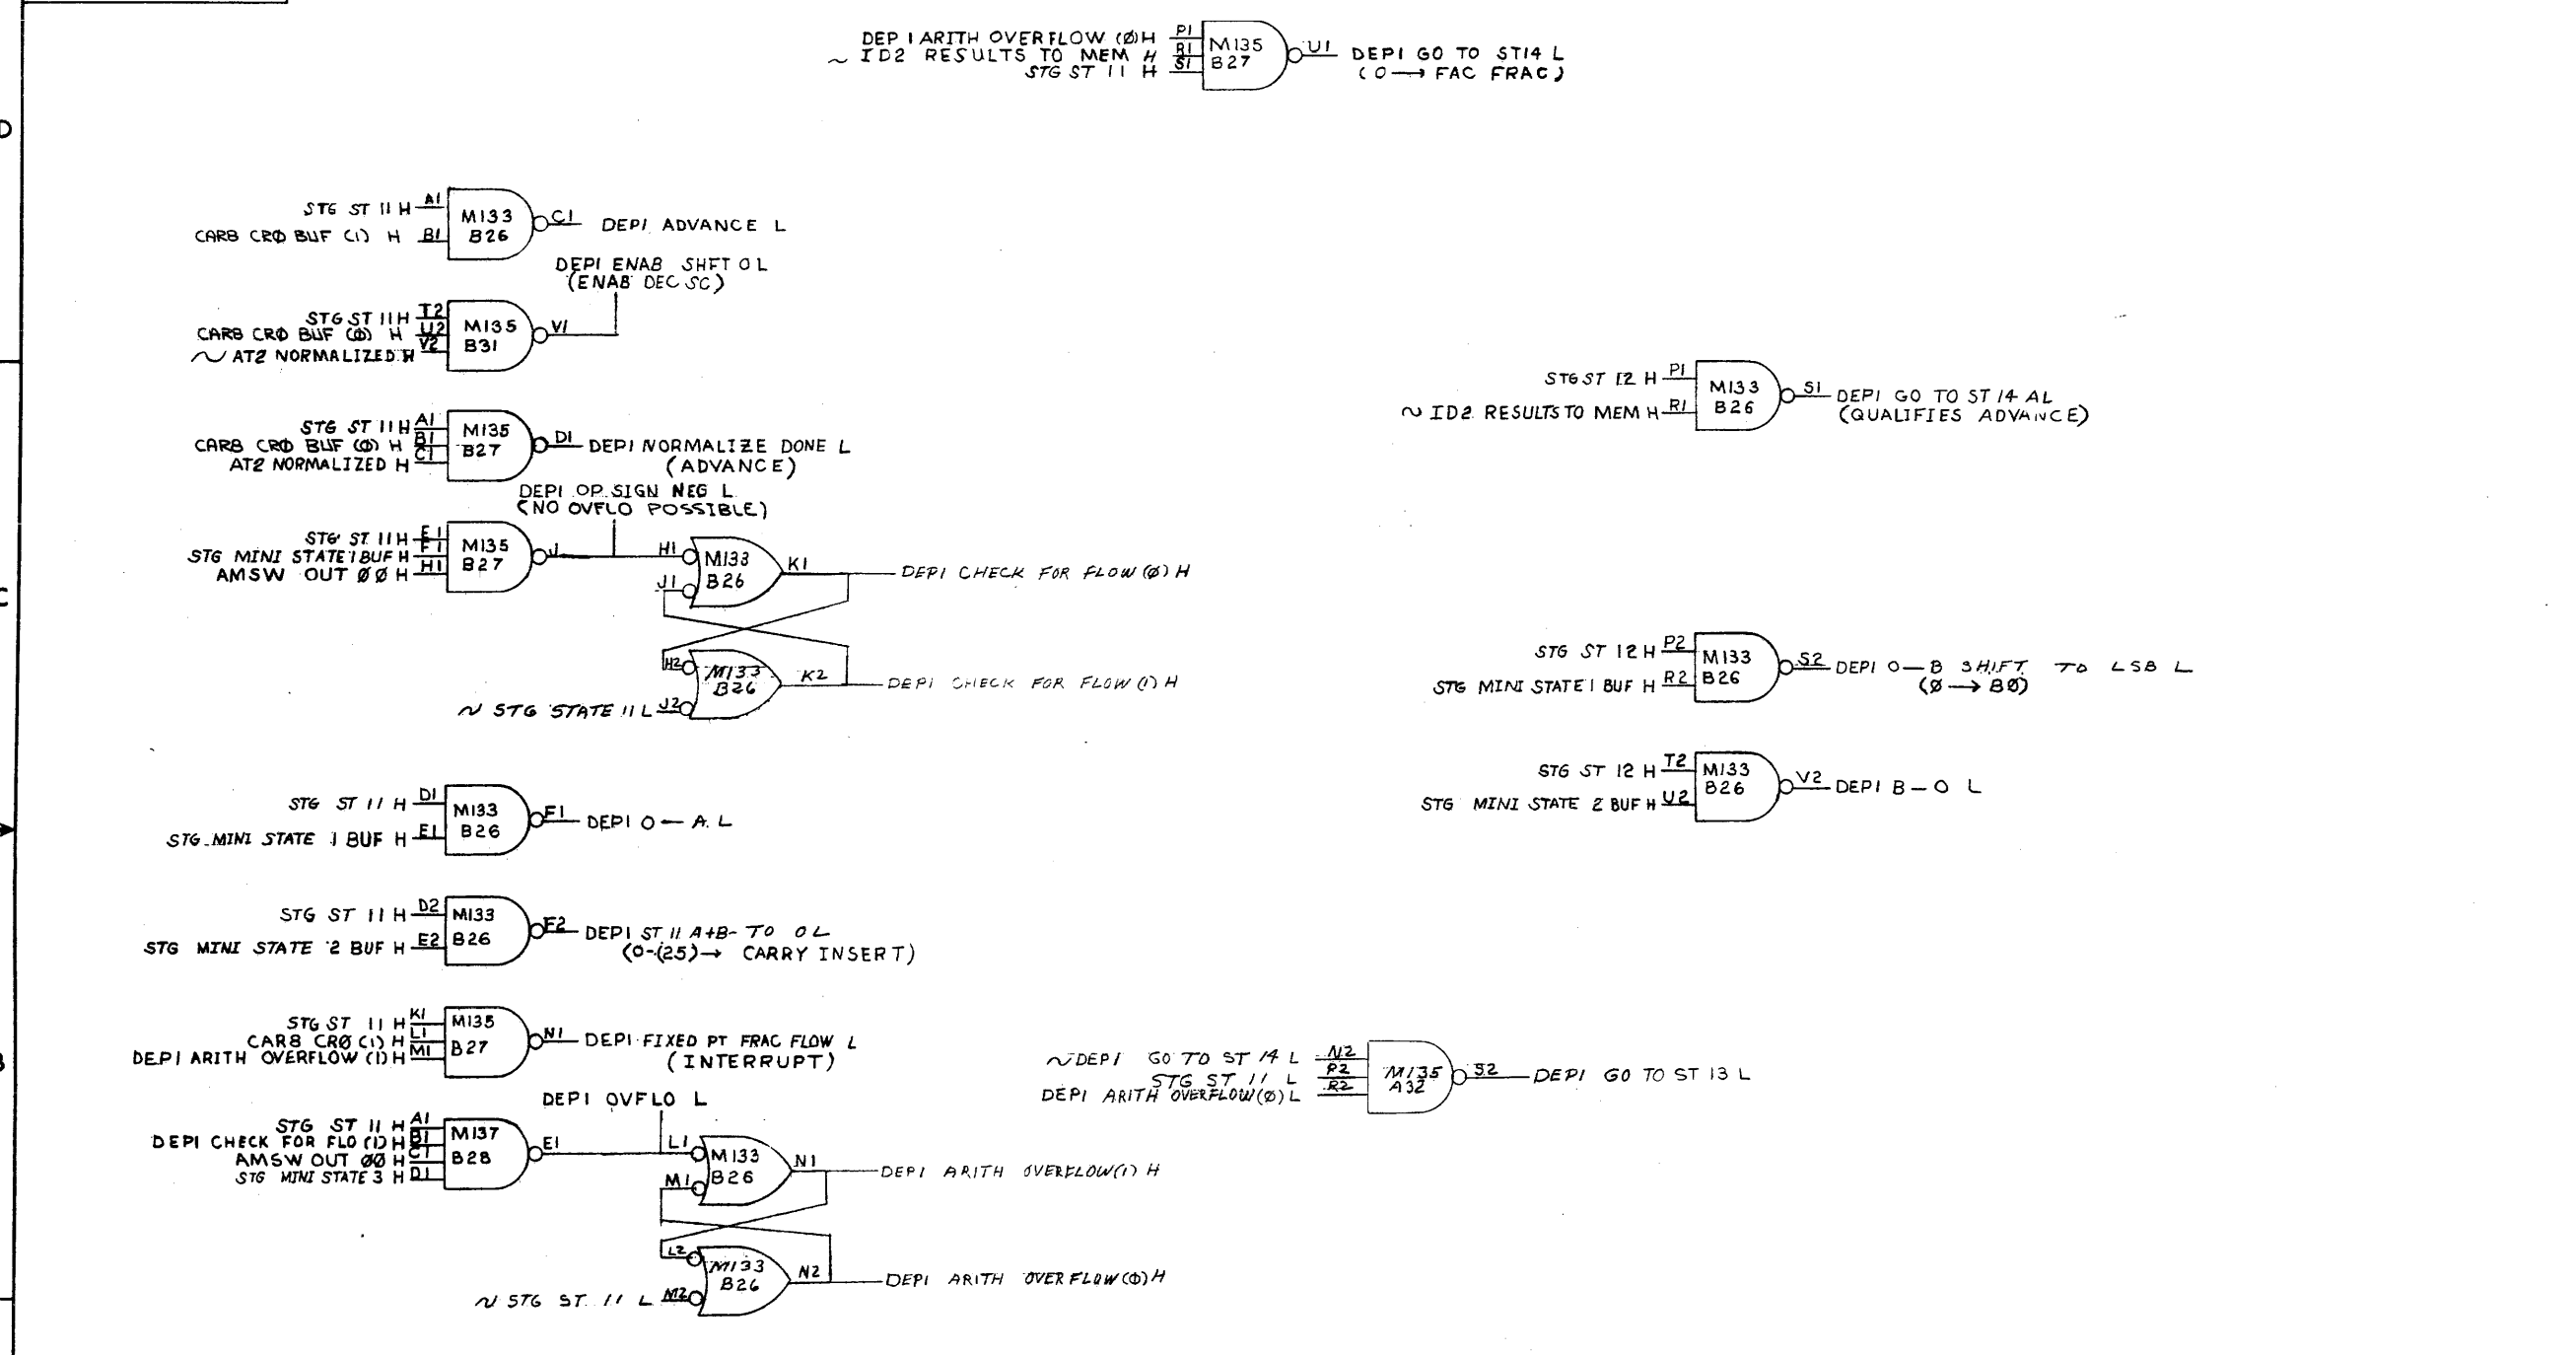 DEP I ARITH OVERFLOW (Ø)H P1
~ ID2 RESULTS TO MEM H R1
STG ST 11 H S1
M135
B27
U1 DEPI GO TO ST14 L
(0 → FAC FRAC)
D
STG ST 11 H A1
CAR8 CRØ BUF (1) H B1
M133
B26
C1 DEPI ADVANCE L
DEPI ENAB SHFT 0 L
(ENAB DEC SC)
STG ST 11 H T2
CAR8 CRØ BUF (Ø) H U2
~ AT2 NORMALIZED H V2
M135
B31
V1
STG ST 12 H P1
~ ID2 RESULTS TO MEM H R1
M133
B26
S1 DEPI GO TO ST 14 AL
(QUALIFIES ADVANCE)
STG ST 11 H A1
CAR8 CRØ BUF (Ø) H B1
AT2 NORMALIZED H C1
M135
B27
D1 DEPI NORMALIZE DONE L
(ADVANCE)
DEPI OP SIGN NEG L
(NO OVFLO POSSIBLE)
STG ST 11 H E1
STG MINI STATE 1 BUF H F1
AMSW OUT ØØ H H1
M135
B27
J
H1
J1
M133
B26
K1
DEPI CHECK FOR FLOW (Ø) H
C
H2
~ STG STATE 11 L J2
M133
B26
K2
DEPI CHECK FOR FLOW (1) H
STG ST 12 H P2
STG MINI STATE 1 BUF H R2
M133
B26
S2 DEPI 0—B SHIFT TO LSB L
(Ø → BØ)
STG ST 12 H T2
STG MINI STATE 2 BUF H U2
M133
B26
V2 DEPI B—0 L
STG ST 11 H D1
STG MINI STATE 1 BUF H E1
M133
B26
F1 DEPI 0—A L
STG ST 11 H D2
STG MINI STATE 2 BUF H E2
M133
B26
F2 DEPI ST 11 A+B- TO 0 L
(0-(25)→ CARRY INSERT)
STG ST 11 H K1
CAR8 CRØ (1) H L1
DEPI ARITH OVERFLOW (1) H M1
M135
B27
N1 DEPI FIXED PT FRAC FLOW L
(INTERRUPT)
B
~DEPI GO TO ST 14 L N2
STG ST 11 L P2
DEPI ARITH OVERFLOW(Ø) L R2
M135
A32
S2 DEPI GO TO ST 13 L
DEPI OVFLO L
STG ST 11 H A1
DEPI CHECK FOR FLO (1) H B1
AMSW OUT ØØ H C1
STG MINI STATE 3 H D1
M137
B28
E1
L1
M1
M133
B26
N1
DEPI ARITH OVERFLOW(1) H
L2
~ STG ST 11 L M2
M133
B26
N2
DEPI ARITH OVERFLOW(Ø) H